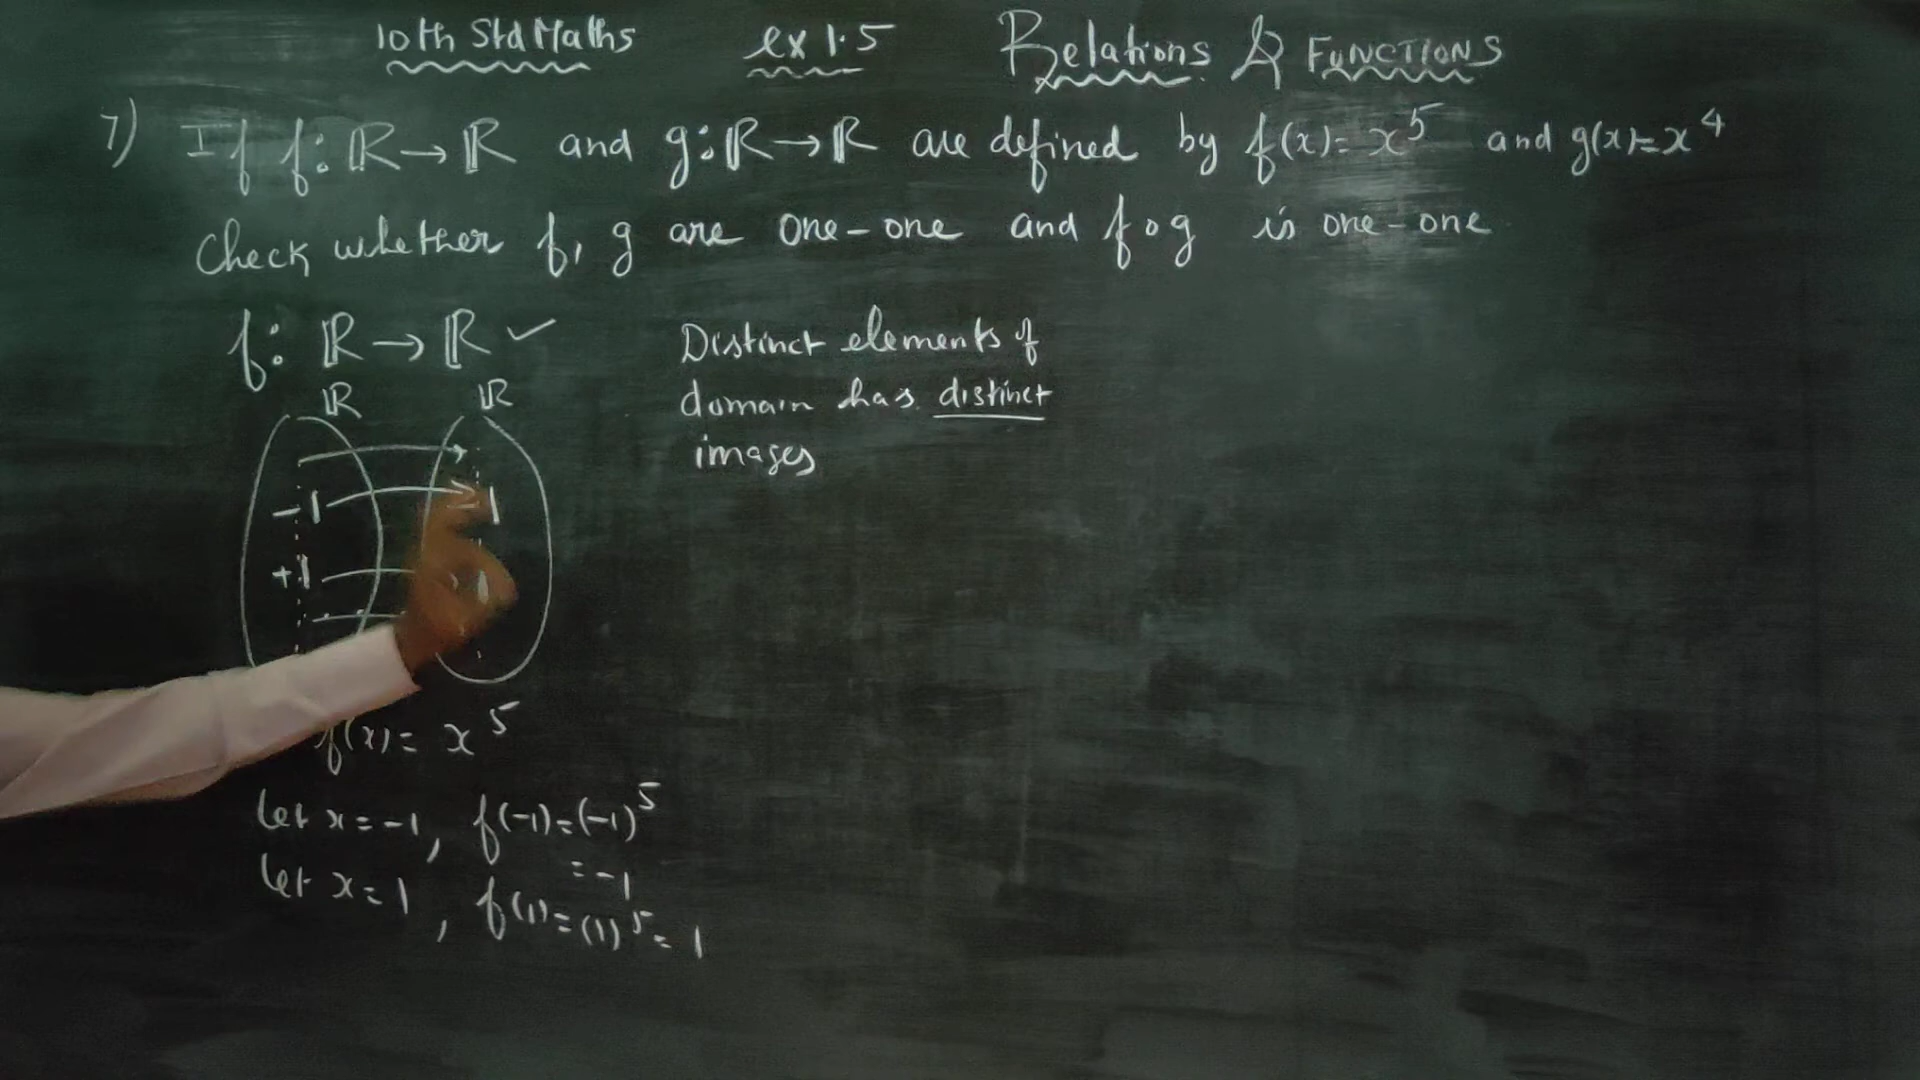 10th Std Maths ex 1.5 Relations & FUNCTIONS
7) If f: ℝ → ℝ and g: ℝ → ℝ are defined by f(x) = x⁵ and g(x) = x⁴
Check whether f, g are one-one and f∘g is one-one
f: ℝ → ℝ ✓
ℝ ℝ
-1 -1
+1 1
Distinct elements of
domain has distinct
images
f(x) = x⁵
let x = -1, f(-1) = (-1)⁵
= -1
let x = 1, f(1) = (1)⁵ = 1